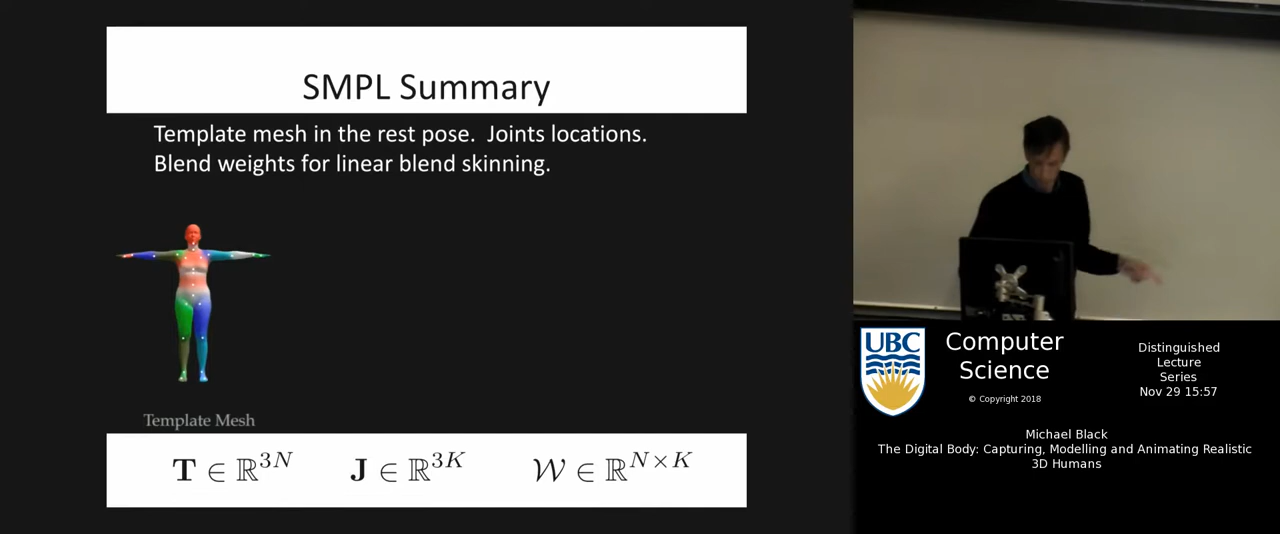 SMPL Summary
Template mesh in the rest pose.  Joints locations.
Blend weights for linear blend skinning.
Template Mesh
T ∈ ℝ^{3N} J ∈ ℝ^{3K} 𝒲 ∈ ℝ^{N×K}
UBC
Computer
Science
© Copyright 2018
Distinguished
Lecture
Series
Nov 29 15:57
Michael Black
The Digital Body: Capturing, Modelling and Animating Realistic
3D Humans